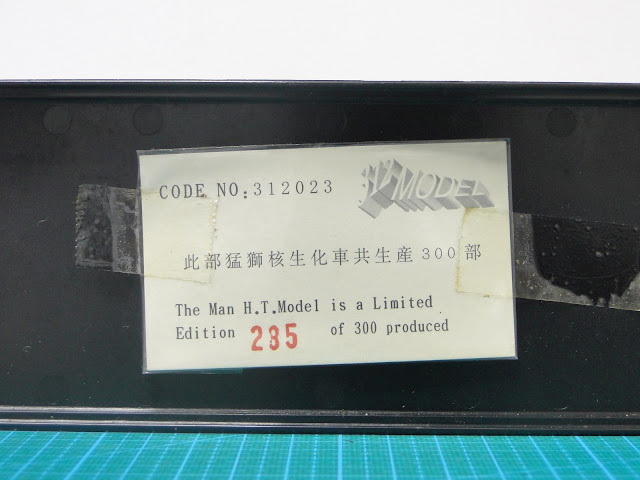 CODE NO:312023
MODEL
此部猛獅核生化車共生產300部
The Man H.T.Model is a Limited
Edition 285 of 300 produced